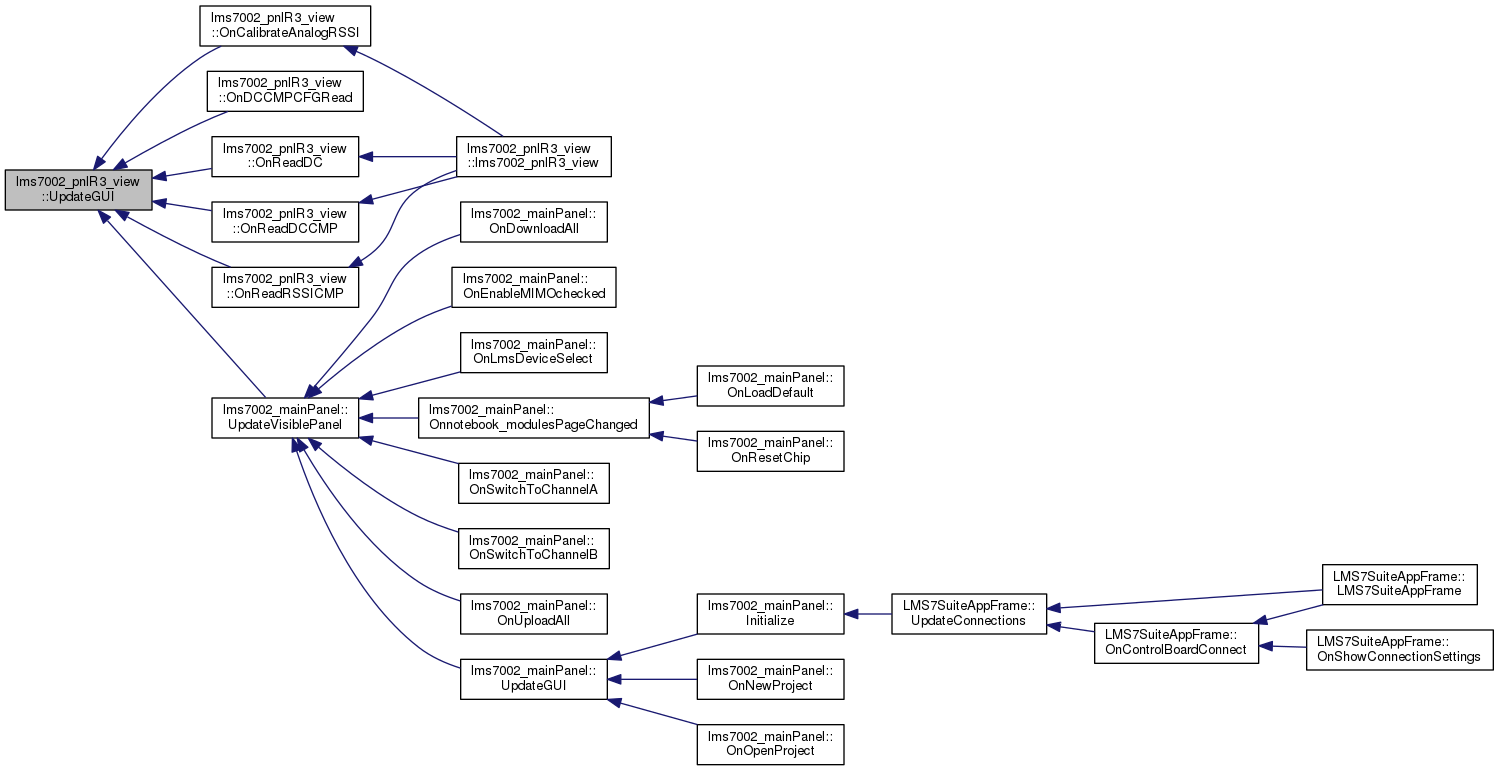 lms7002_pnlR3_view
::UpdateGUI
lms7002_pnlR3_view
::OnCalibrateAnalogRSSI
lms7002_pnlR3_view
::OnDCCMPCFGRead
lms7002_pnlR3_view
::OnReadDC
lms7002_pnlR3_view
::OnReadDCCMP
lms7002_pnlR3_view
::OnReadRSSICMP
lms7002_mainPanel::
UpdateVisiblePanel
lms7002_pnlR3_view
::lms7002_pnlR3_view
lms7002_mainPanel::
OnDownloadAll
lms7002_mainPanel::
OnEnableMIMOchecked
lms7002_mainPanel::
OnLmsDeviceSelect
lms7002_mainPanel::
Onnotebook_modulesPageChanged
lms7002_mainPanel::
OnSwitchToChannelA
lms7002_mainPanel::
OnSwitchToChannelB
lms7002_mainPanel::
OnUploadAll
lms7002_mainPanel::
UpdateGUI
lms7002_mainPanel::
OnLoadDefault
lms7002_mainPanel::
OnResetChip
lms7002_mainPanel::
Initialize
lms7002_mainPanel::
OnNewProject
lms7002_mainPanel::
OnOpenProject
LMS7SuiteAppFrame::
UpdateConnections
LMS7SuiteAppFrame::
OnControlBoardConnect
LMS7SuiteAppFrame::
LMS7SuiteAppFrame
LMS7SuiteAppFrame::
OnShowConnectionSettings